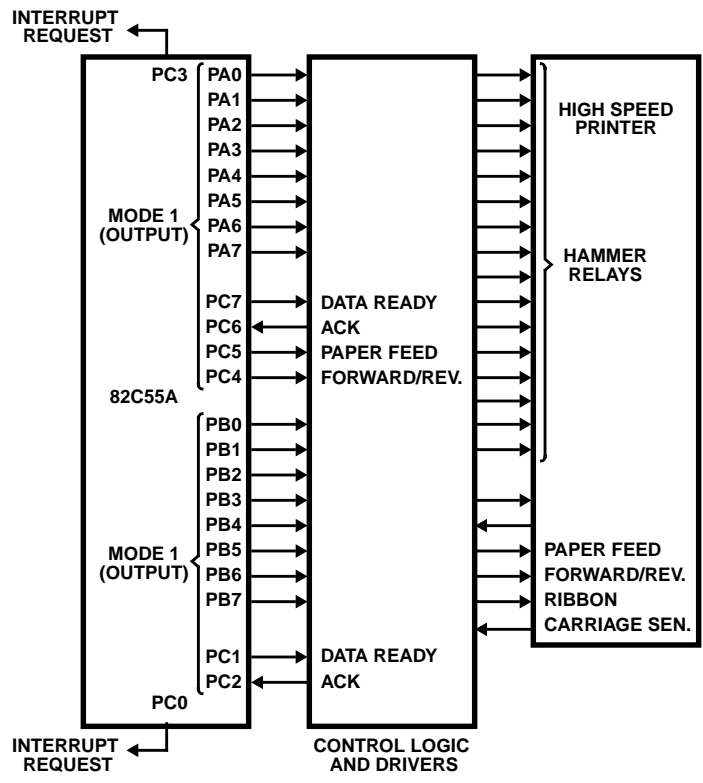 INTERRUPT
REQUEST
PC3
PA0
PA1
PA2
PA3
PA4
PA5
PA6
PA7
MODE 1
(OUTPUT)
PC7
PC6
PC5
PC4
82C55A
PB0
PB1
PB2
PB3
PB4
PB5
PB6
PB7
MODE 1
(OUTPUT)
PC1
PC2
PC0
INTERRUPT
REQUEST
DATA READY
ACK
PAPER FEED
FORWARD/REV.
DATA READY
ACK
CONTROL LOGIC
AND DRIVERS
HIGH SPEED
PRINTER
HAMMER
RELAYS
PAPER FEED
FORWARD/REV.
RIBBON
CARRIAGE SEN.